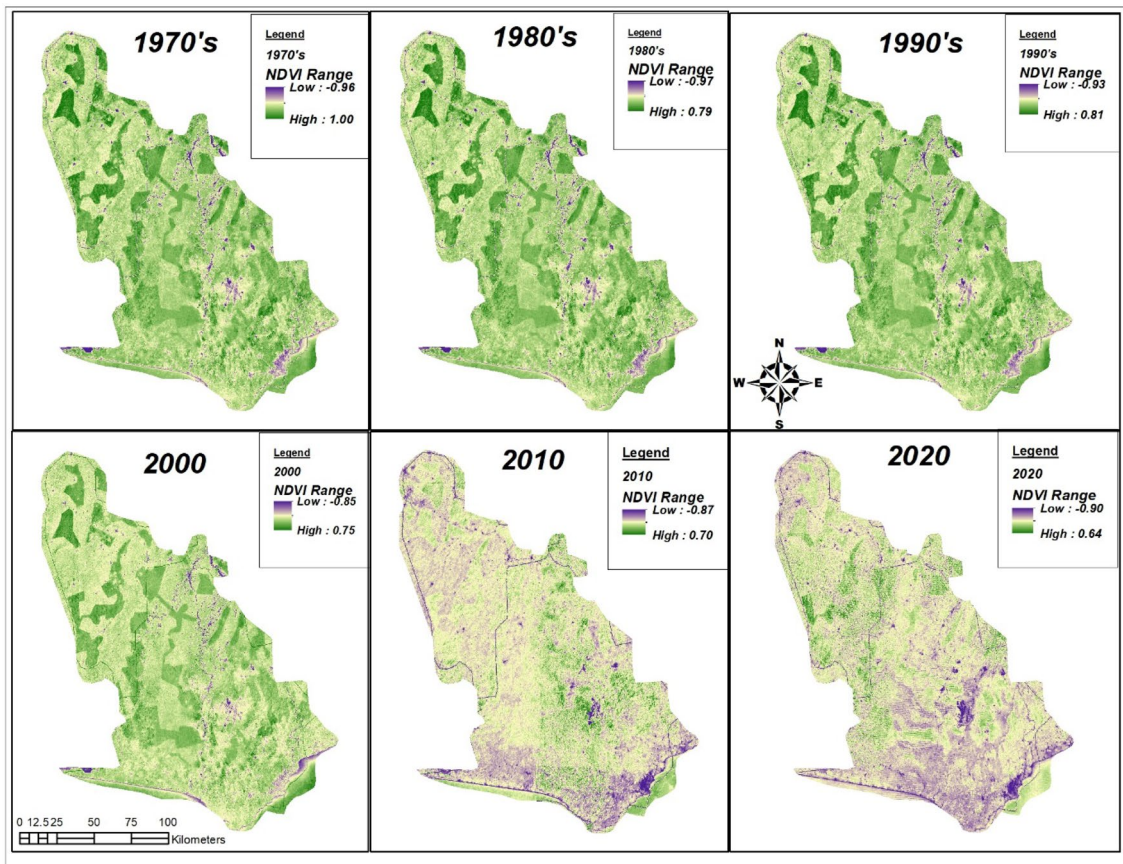 1970's
Legend
1970's
NDVI Range
Low : -0.96
High : 1.00
1980's
Legend
1980's
NDVI Range
Low : -0.97
High : 0.79
1990's
Legend
1990's
NDVI Range
Low : -0.93
High : 0.81
N
W E
S
2000
Legend
2000
NDVI Range
Low : -0.85
High : 0.75
0 12.525 50 75 100
Kilometers
2010
Legend
2010
NDVI Range
Low : -0.87
High : 0.70
2020
Legend
2020
NDVI Range
Low : -0.90
High : 0.64